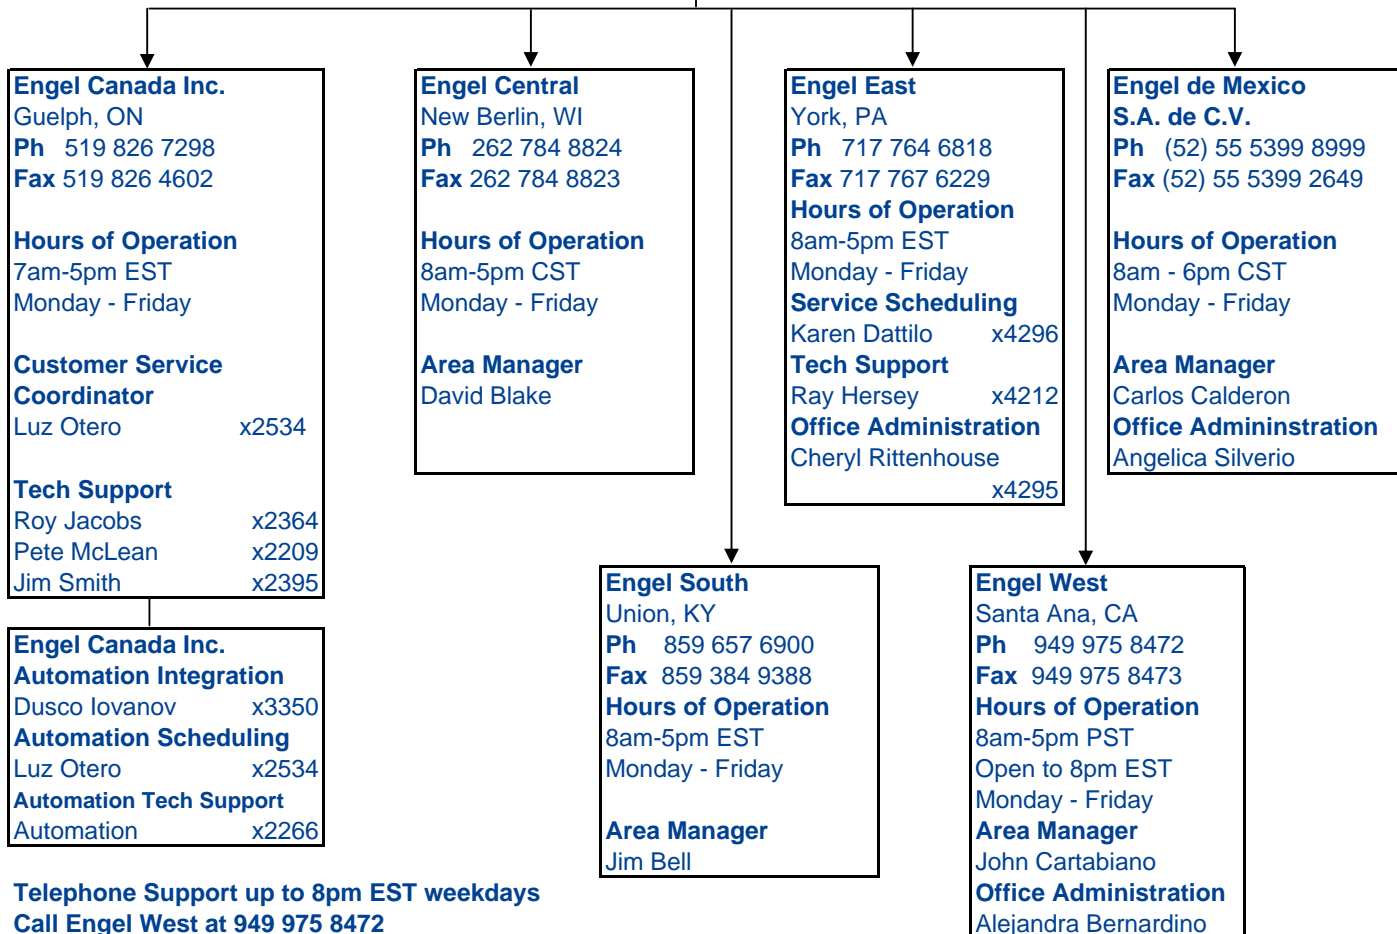 Engel Canada Inc.
Guelph, ON
Ph 519 826 7298
Fax 519 826 4602
Hours of Operation
7am-5pm EST
Monday - Friday
Customer Service
Coordinator
Luz Otero x2534
Tech Support
Roy Jacobs x2364
Pete McLean x2209
Jim Smith x2395
Engel Canada Inc.
Automation Integration
Dusco Iovanov x3350
Automation Scheduling
Luz Otero x2534
Automation Tech Support
Automation x2266
Engel Central
New Berlin, WI
Ph 262 784 8824
Fax 262 784 8823
Hours of Operation
8am-5pm CST
Monday - Friday
Area Manager
David Blake
Engel East
York, PA
Ph 717 764 6818
Fax 717 767 6229
Hours of Operation
8am-5pm EST
Monday - Friday
Service Scheduling
Karen Dattilo x4296
Tech Support
Ray Hersey x4212
Office Administration
Cheryl Rittenhouse
x4295
Engel de Mexico
S.A. de C.V.
Ph (52) 55 5399 8999
Fax (52) 55 5399 2649
Hours of Operation
8am - 6pm CST
Monday - Friday
Area Manager
Carlos Calderon
Office Admininstration
Angelica Silverio
Engel South
Union, KY
Ph 859 657 6900
Fax 859 384 9388
Hours of Operation
8am-5pm EST
Monday - Friday
Area Manager
Jim Bell
Engel West
Santa Ana, CA
Ph 949 975 8472
Fax 949 975 8473
Hours of Operation
8am-5pm PST
Open to 8pm EST
Monday - Friday
Area Manager
John Cartabiano
Office Administration
Alejandra Bernardino
Telephone Support up to 8pm EST weekdays
Call Engel West at 949 975 8472